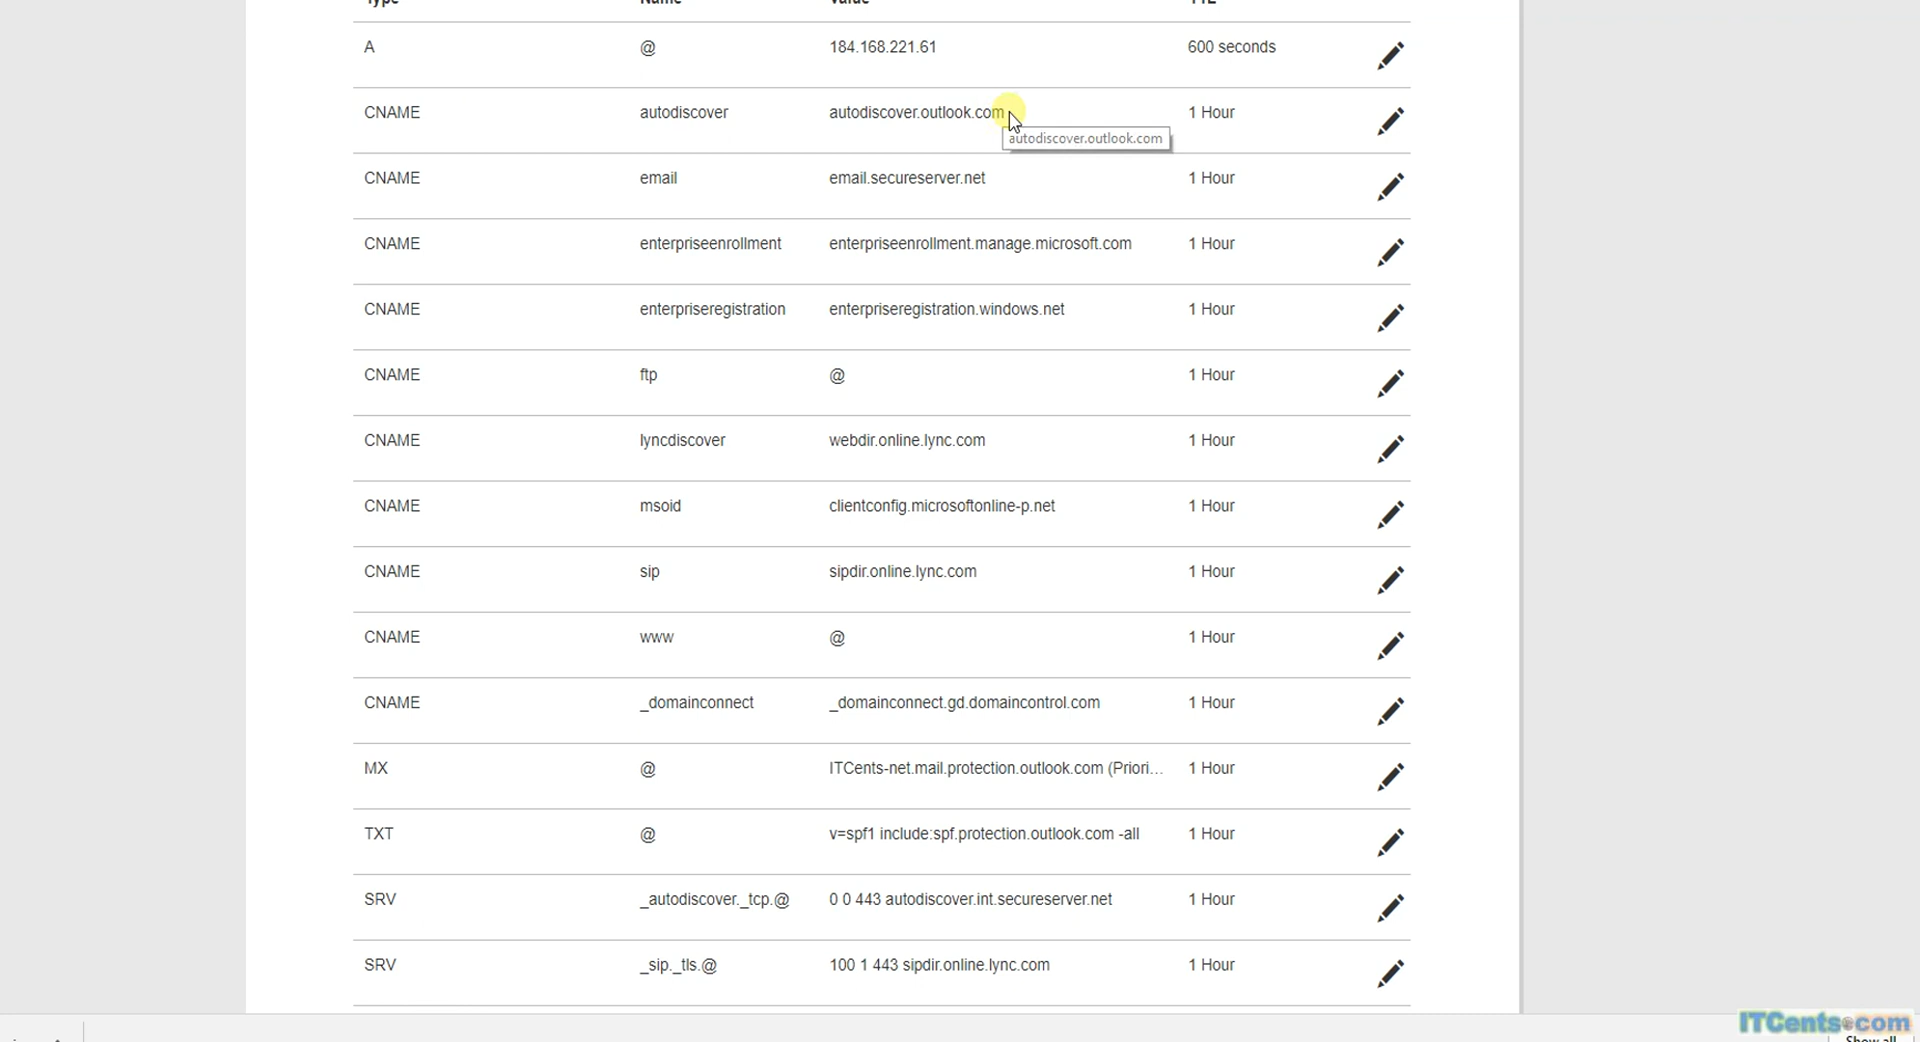 Type Name Value TTL
A @ 184.168.221.61 600 seconds
CNAME autodiscover autodiscover.outlook.com 1 Hour
autodiscover.outlook.com
CNAME email email.secureserver.net 1 Hour
CNAME enterpriseenrollment enterpriseenrollment.manage.microsoft.com 1 Hour
CNAME enterpriseregistration enterpriseregistration.windows.net 1 Hour
CNAME ftp @ 1 Hour
CNAME lyncdiscover webdir.online.lync.com 1 Hour
CNAME msoid clientconfig.microsoftonline-p.net 1 Hour
CNAME sip sipdir.online.lync.com 1 Hour
CNAME www @ 1 Hour
CNAME _domainconnect _domainconnect.gd.domaincontrol.com 1 Hour
MX @ ITCents-net.mail.protection.outlook.com (Priori... 1 Hour
TXT @ v=spf1 include:spf.protection.outlook.com -all 1 Hour
SRV _autodiscover._tcp.@ 0 0 443 autodiscover.int.secureserver.net 1 Hour
SRV _sip._tls.@ 100 1 443 sipdir.online.lync.com 1 Hour
ITCents.com
Show all